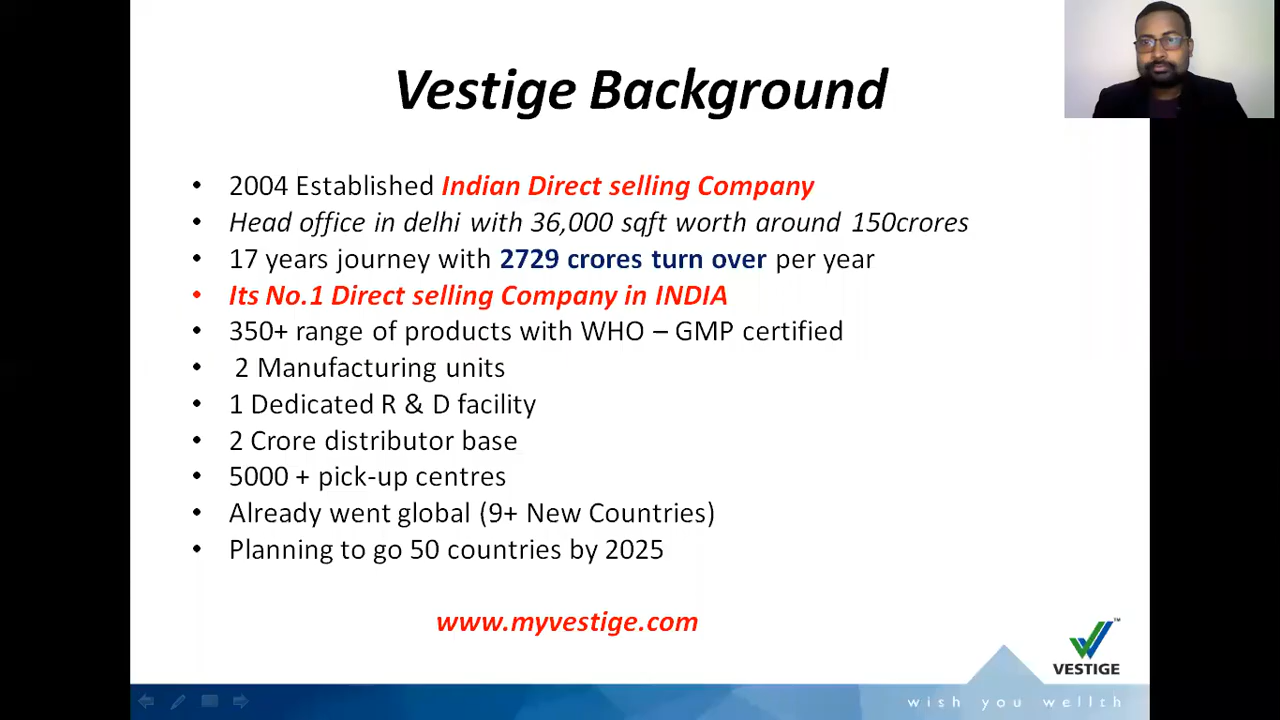 Vestige Background
• 2004 Established Indian Direct selling Company
• Head office in delhi with 36,000 sqft worth around 150crores
• 17 years journey with 2729 crores turn over per year
• Its No.1 Direct selling Company in INDIA
• 350+ range of products with WHO – GMP certified
• 2 Manufacturing units
• 1 Dedicated R & D facility
• 2 Crore distributor base
• 5000 + pick-up centres
• Already went global (9+ New Countries)
• Planning to go 50 countries by 2025
www.myvestige.com
TM
VESTIGE
wish you wellth